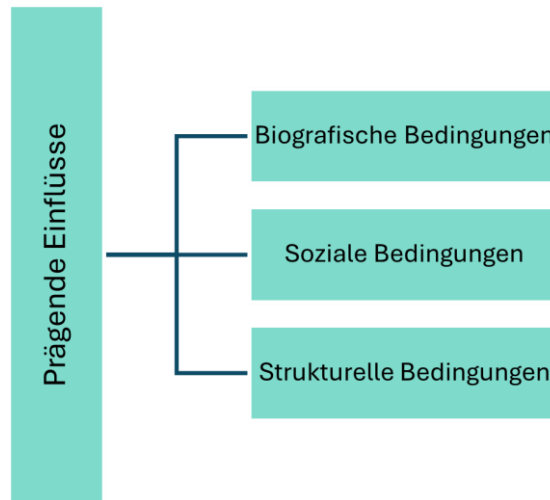 Prägende Einflüsse
Biografische Bedingungen
Soziale Bedingungen
Strukturelle Bedingungen